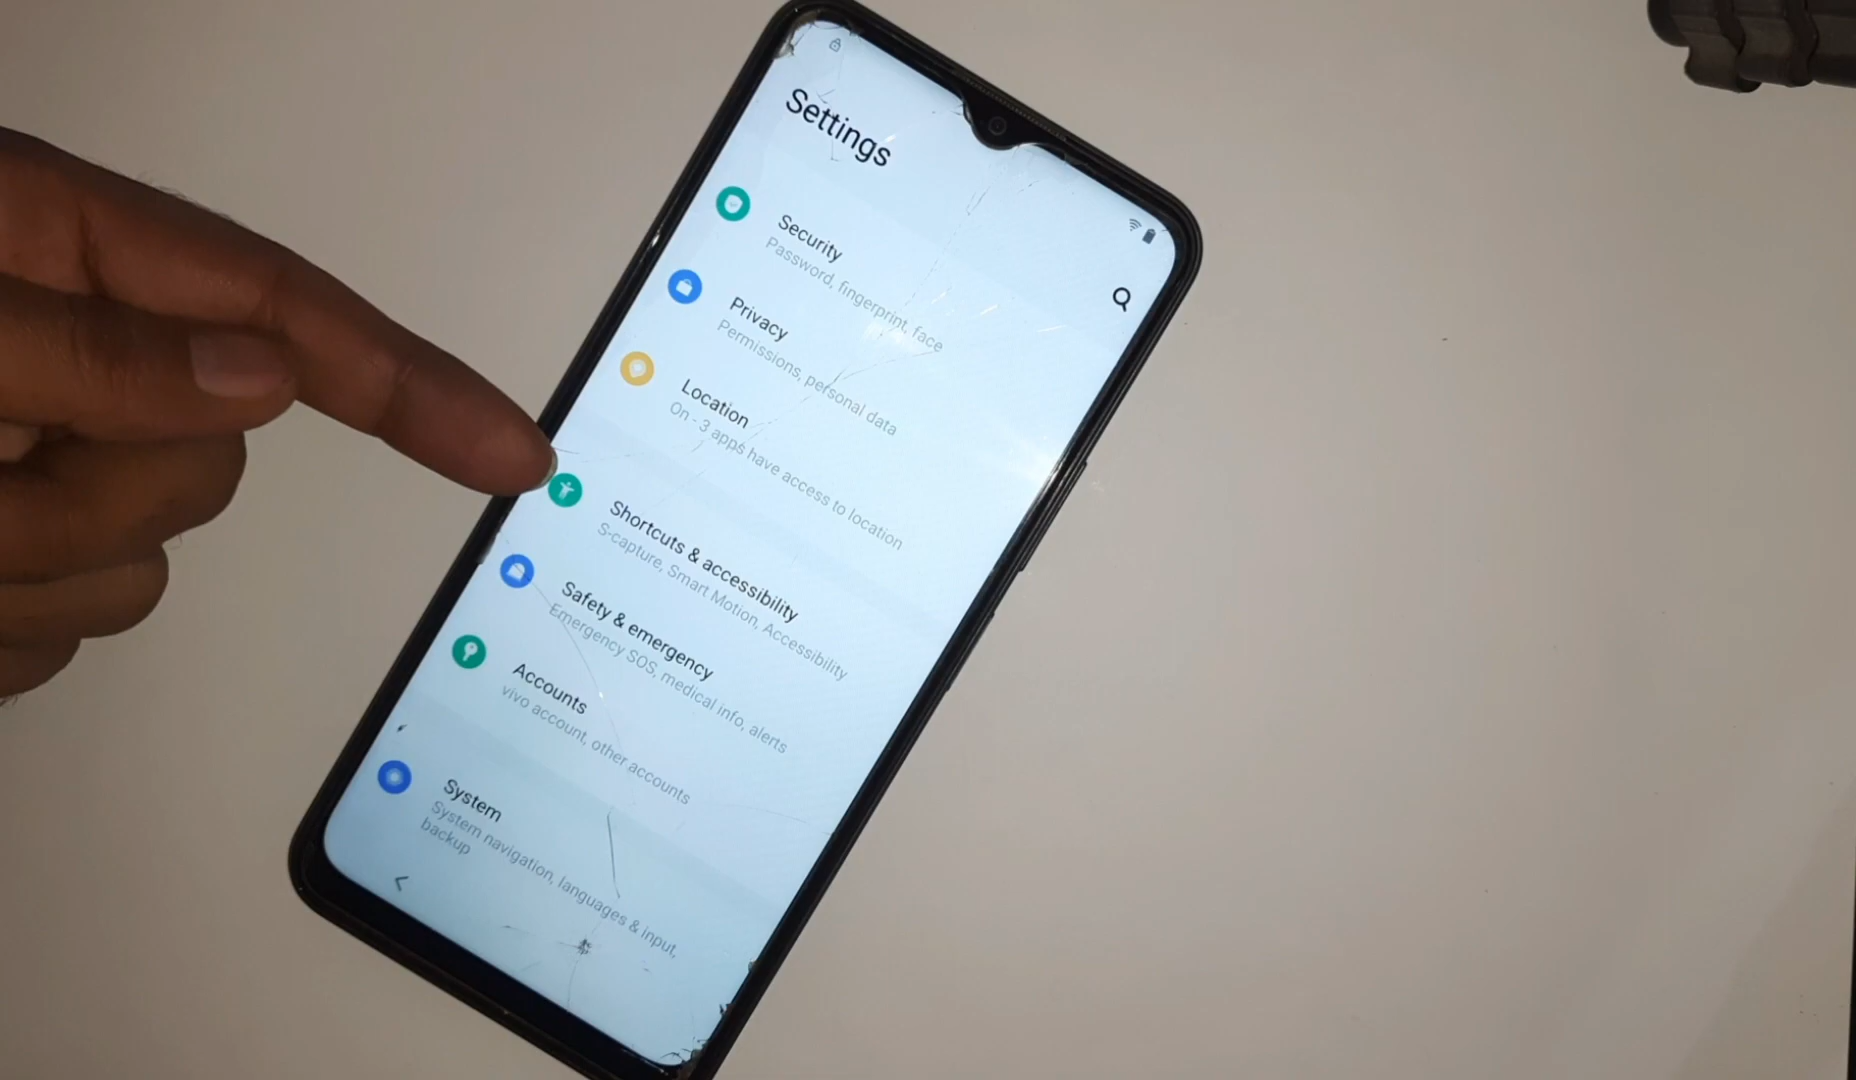 Settings
Security
Password, fingerprint, face
Privacy
Permissions, personal data
Location
On - 3 apps have access to location
Shortcuts & accessibility
S-capture, Smart Motion, Accessibility
Safety & emergency
Emergency SOS, medical info, alerts
Accounts
vivo account, other accounts
System
System navigation, languages & input,
backup